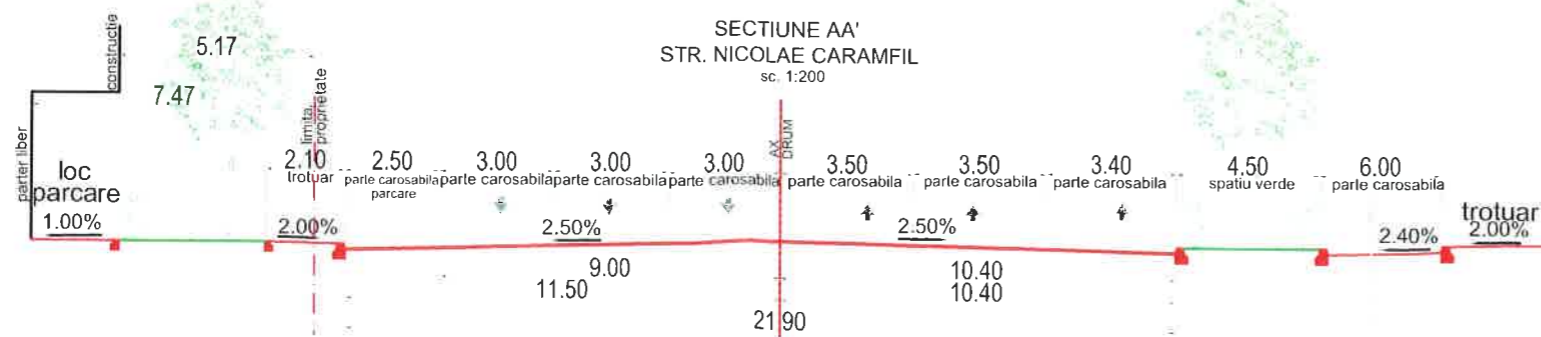 SECTIUNE AA'
STR. NICOLAE CARAMFIL
sc. 1:200
constructie
5.17
7.47
limita
proprietate
AX
DRUM
parter liber
loc
parcare
1.00%
2.10
trotuar
2.00%
2.50
parte carosabila
parcare
3.00
parte carosabila
3.00
parte carosabila
3.00
parte carosabila
3.50
parte carosabila
3.50
parte carosabila
3.40
parte carosabila
4.50
spatiu verde
6.00
parte carosabila
trotuar
2.50%
2.50%
2.40%
2.00%
9.00
11.50
10.40
10.40
21.90